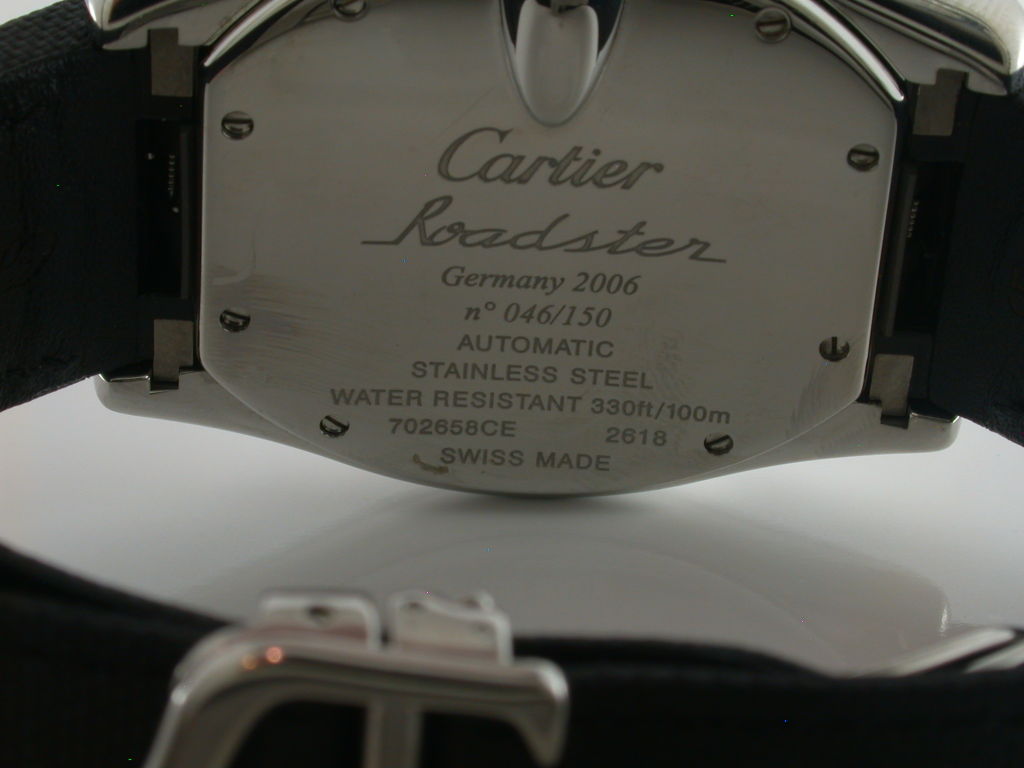 Cartier
Roadster
Germany 2006
n° 046/150
AUTOMATIC
STAINLESS STEEL
WATER RESISTANT 330ft/100m
702658CE 2618
SWISS MADE